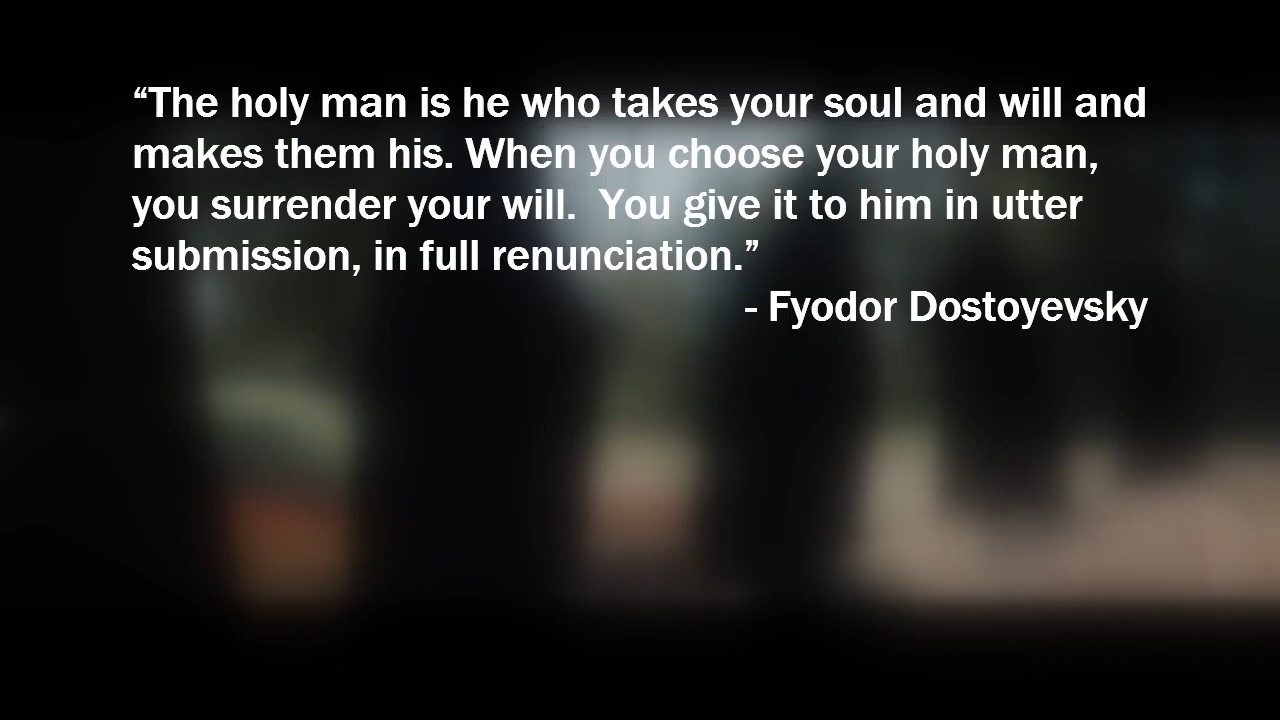 “The holy man is he who takes your soul and will and
makes them his. When you choose your holy man,
you surrender your will.  You give it to him in utter
submission, in full renunciation.”
- Fyodor Dostoyevsky